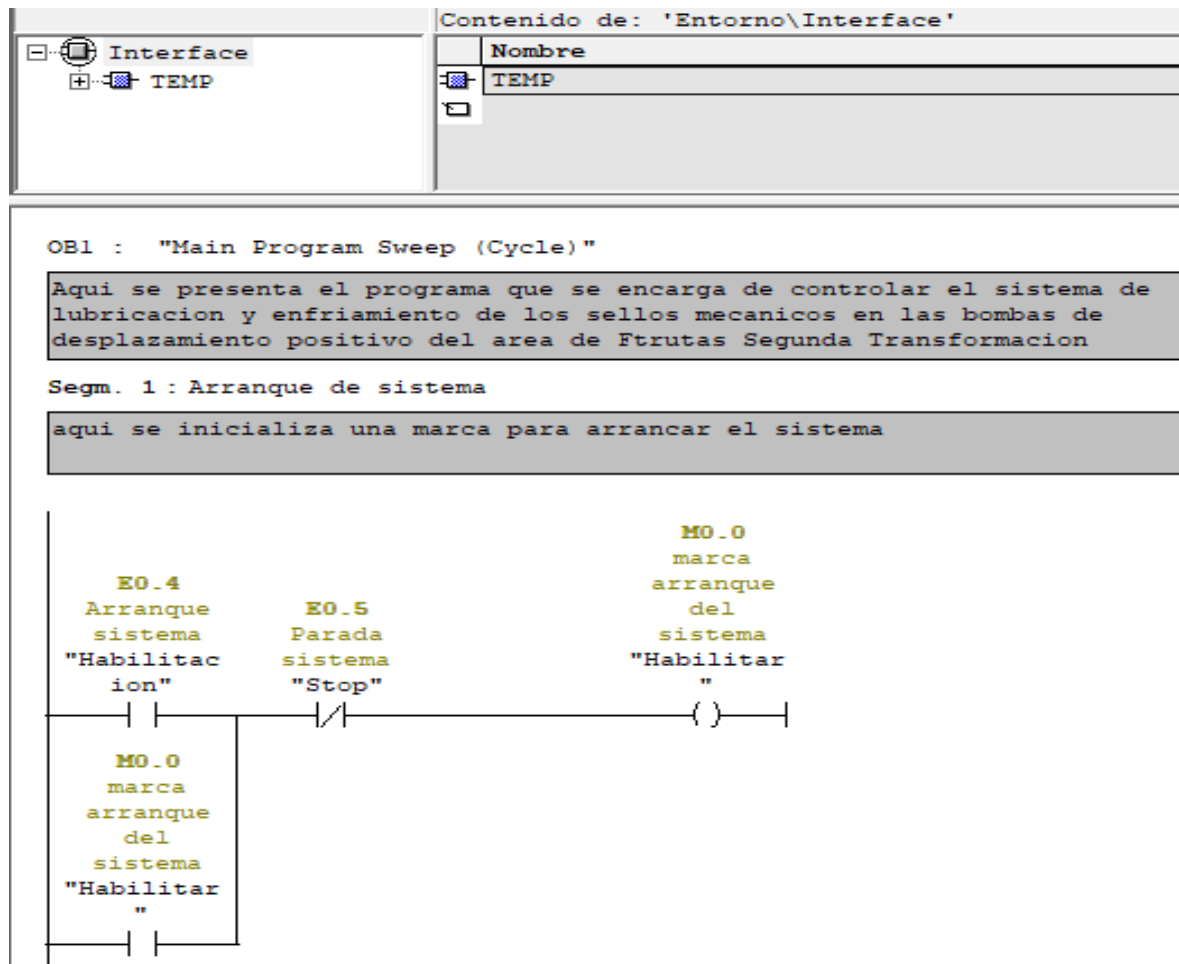 Contenido de: 'Entorno\Interface'
Interface
Nombre
TEMP
TEMP
OB1 : "Main Program Sweep (Cycle)"
Aqui se presenta el programa que se encarga de controlar el sistema de
lubricacion y enfriamiento de los sellos mecanicos en las bombas de
desplazamiento positivo del area de Ftrutas Segunda Transformacion
Segm. 1 : Arranque de sistema
aqui se inicializa una marca para arrancar el sistema
E0.4
Arranque
sistema
"Habilitac
ion"
E0.5
Parada
sistema
"Stop"
M0.0
marca
arranque
del
sistema
"Habilitar
"
M0.0
marca
arranque
del
sistema
"Habilitar
"